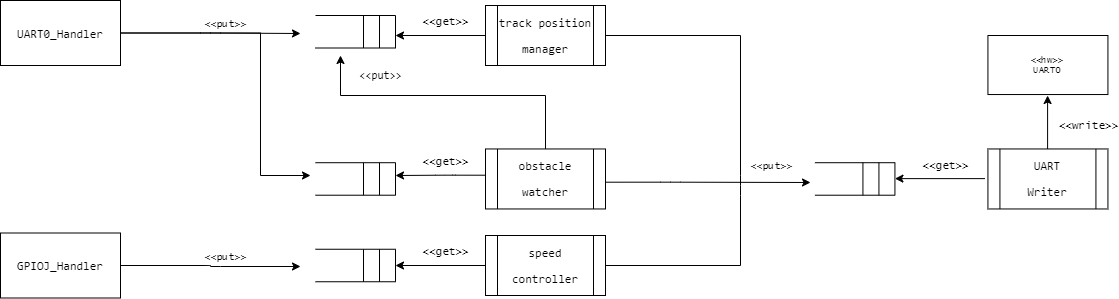 UART0_Handler
<<put>>
<<get>>
track position
manager
<<put>>
<<hw>>
UART0
<<write>>
<<get>>
obstacle
watcher
<<put>>
<<get>>
UART
Writer
GPIOJ_Handler
<<put>>
<<get>>
speed
controller